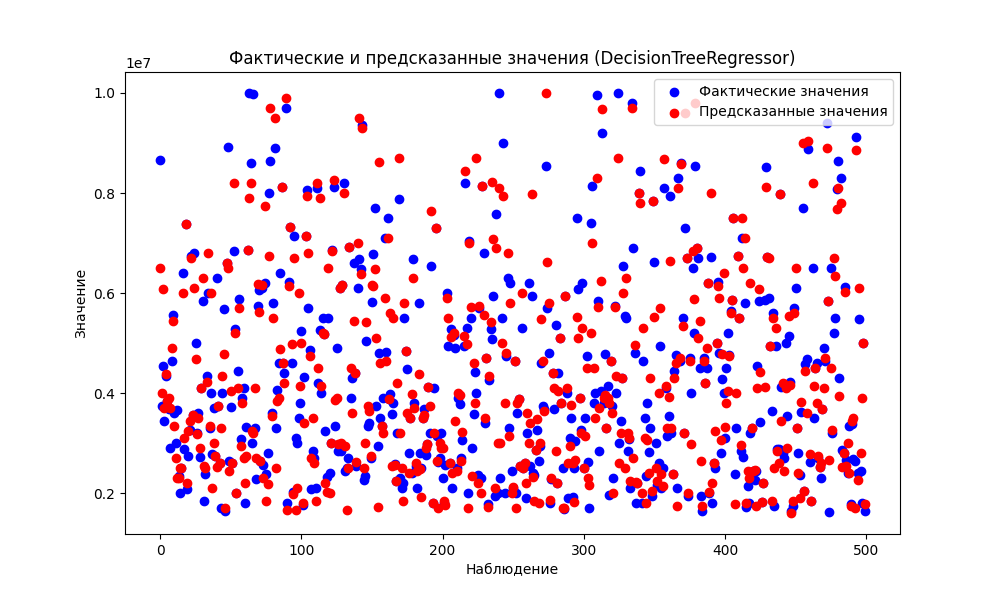 Фактические и предсказанные значения (DecisionTreeRegressor)
1e7
Фактические значения
Предсказанные значения
1.0
0.8
0.6
0.4
0.2
Значение
0
100
200
300
400
500
Наблюдение